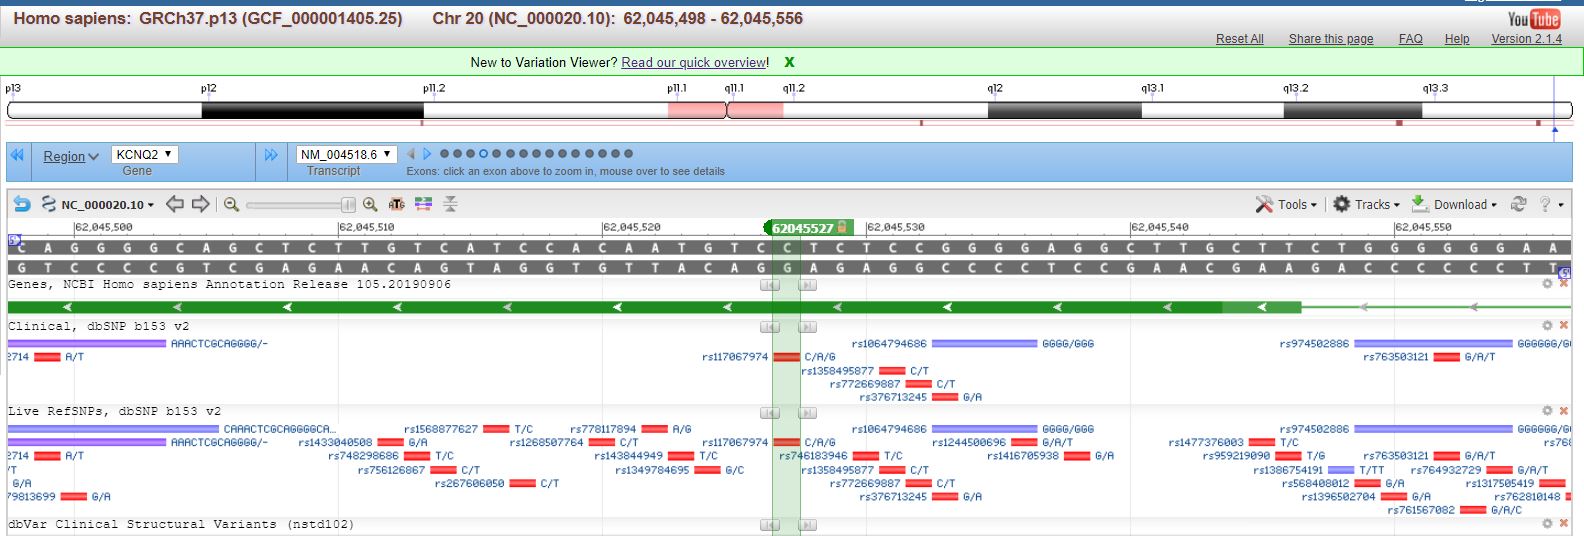 Homo sapiens: GRCh37.p13 (GCF_000001405.25) Chr 20 (NC_000020.10): 62,045,498 - 62,045,556
YouTube
Reset All Share this page FAQ Help Version 2.1.4
New to Variation Viewer? Read our quick overview! X
p13 p12 p11.2 p11.1 q11.1 q11.2 q12 q13.1 q13.2 q13.3
Region KCNQ2 NM_004518.6
Gene Transcript Exons: click an exon above to zoom in, mouse over to see details
NC_000020.10 ATG Tools Tracks Download ?
62,045,500 62,045,510 62,045,520 62045527 62,045,530 62,045,540 62,045,550
5' C A G G G G C A G C T C T T G T C A T C C A C A A T G T C C T C T C C G G G G A G G C T T G C T T C T G G G G G G A A
G T C C C C G T C G A G A A C A G T A G G T G T T A C A G G A G A G G C C C C T C C G A A C G A A G A C C C C C C T T 5'
Genes, NCBI Homo sapiens Annotation Release 105.20190906
Clinical, dbSNP b153 v2
AAACTCGCAGGGG/- rs1064794686 GGGG/GGG rs974502886 GGGGGG/G
2714 A/T rs117067974 C/A/G rs763503121 G/A/T
rs1358495877 C/T
rs772669887 C/T
rs376713245 G/A
Live RefSNPs, dbSNP b153 v2
CAAACTCGCAGGGGCA... rs1568877627 T/C rs778117894 A/G rs1064794686 GGGG/GGG rs974502886 GGGGGG/G
AAACTCGCAGGGG/- rs1433040508 G/A rs1268507764 C/T rs117067974 C/A/G rs1244500696 G/A/T rs1477376003 T/C rs768
2714 A/T rs748298686 T/C rs143844949 T/C rs746183946 T/C rs1416705938 G/A rs959219090 T/G rs763503121 G/A/T
/T rs756126867 C/T rs1349784695 G/C rs1358495877 C/T rs1386754191 T/TT rs764932729 G/A/T
G/A rs267606050 C/T rs772669887 C/T rs568408012 G/A rs1317505419
79813699 G/A rs376713245 G/A rs1396502704 G/A rs762810148
rs761567082 G/A/C
dbVar Clinical Structural Variants (nstd102)